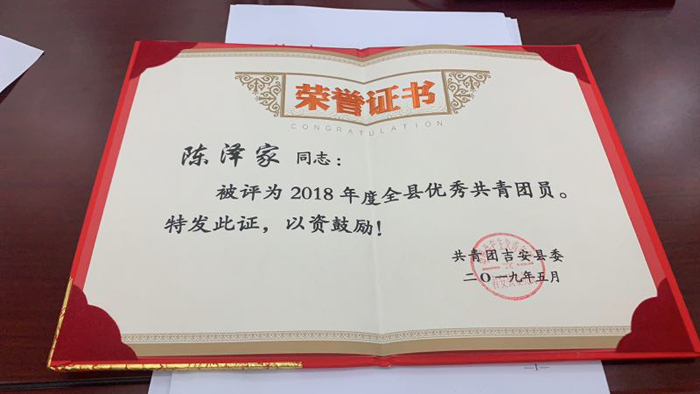 荣誉证书
CONGRATULATION
陈泽家 同志：
被评为 2018 年度全县优秀共青团员。
特发此证，以资鼓励！
共青团吉安县委
二〇一九年五月